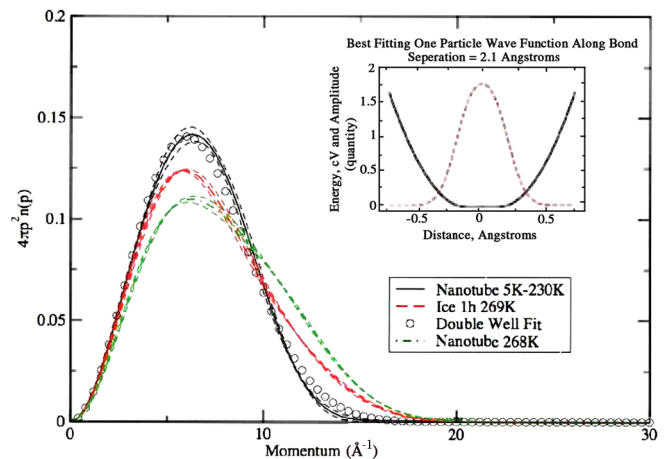 0.2
0.15
0.1
0.05
0
4πp² n(p)
0
10
20
30
Momentum (Å⁻¹)
Best Fitting One Particle Wave Function Along Bond
Seperation = 2.1 Angstroms
2
1.5
1
0.5
0
Energy, cV and Amplitude
(quantity)
-0.5
0
0.5
Distance, Angstroms
Nanotube 5K-230K
Ice 1h 269K
Double Well Fit
Nanotube 268K